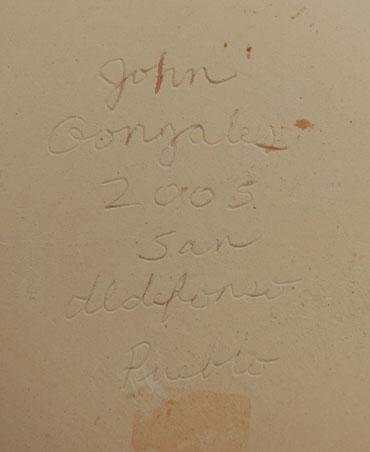 John
Gonzales
2005
San
Ildefonso
Pueblo